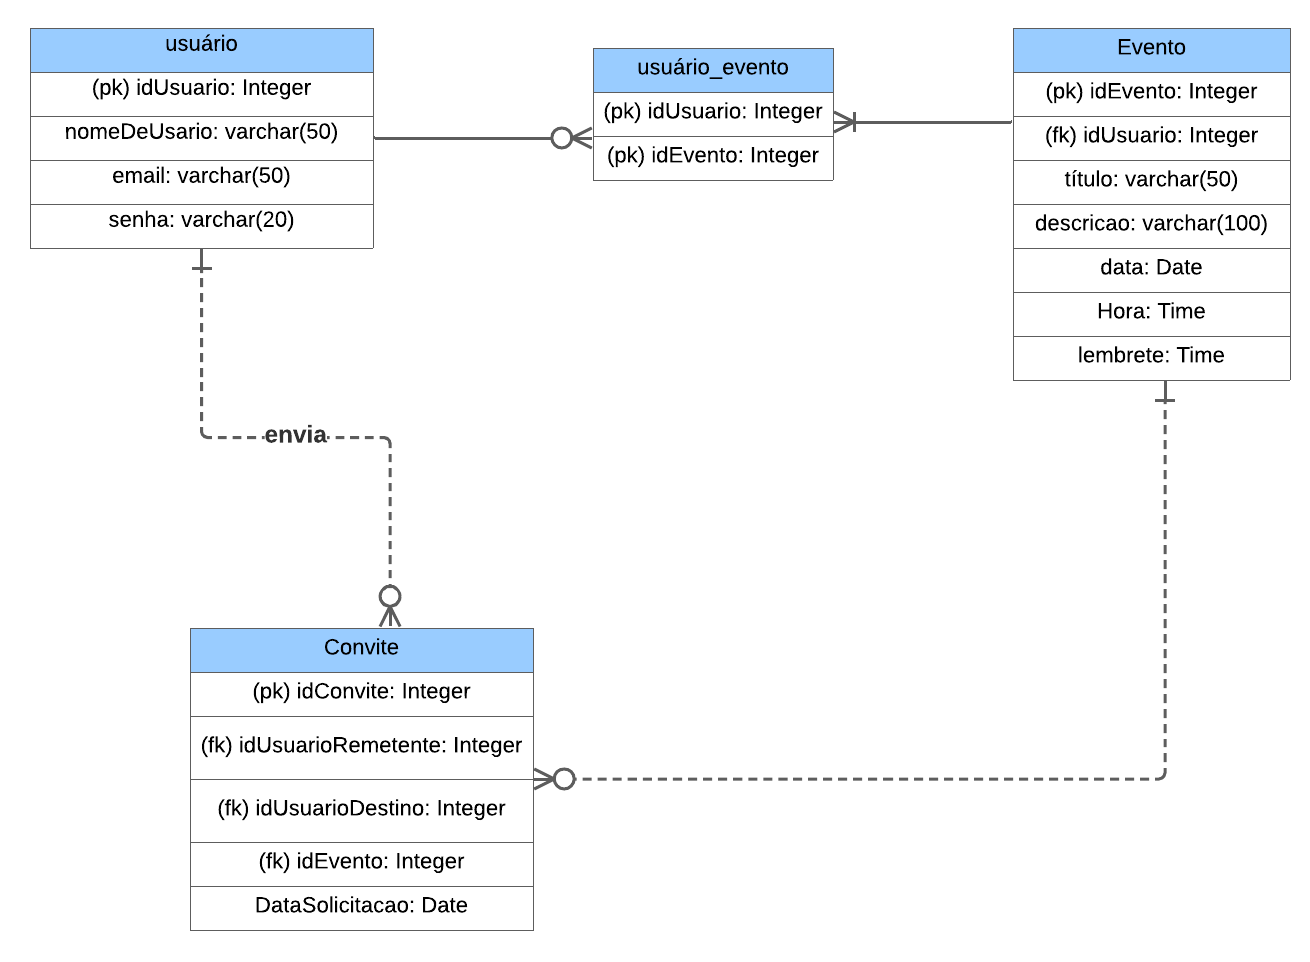 usuário
(pk) idUsuario: Integer
nomeDeUsario: varchar(50)
email: varchar(50)
senha: varchar(20)
usuário_evento
(pk) idUsuario: Integer
(pk) idEvento: Integer
Evento
(pk) idEvento: Integer
(fk) idUsuario: Integer
título: varchar(50)
descricao: varchar(100)
data: Date
Hora: Time
lembrete: Time
envia
Convite
(pk) idConvite: Integer
(fk) idUsuarioRemetente: Integer
(fk) idUsuarioDestino: Integer
(fk) idEvento: Integer
DataSolicitacao: Date